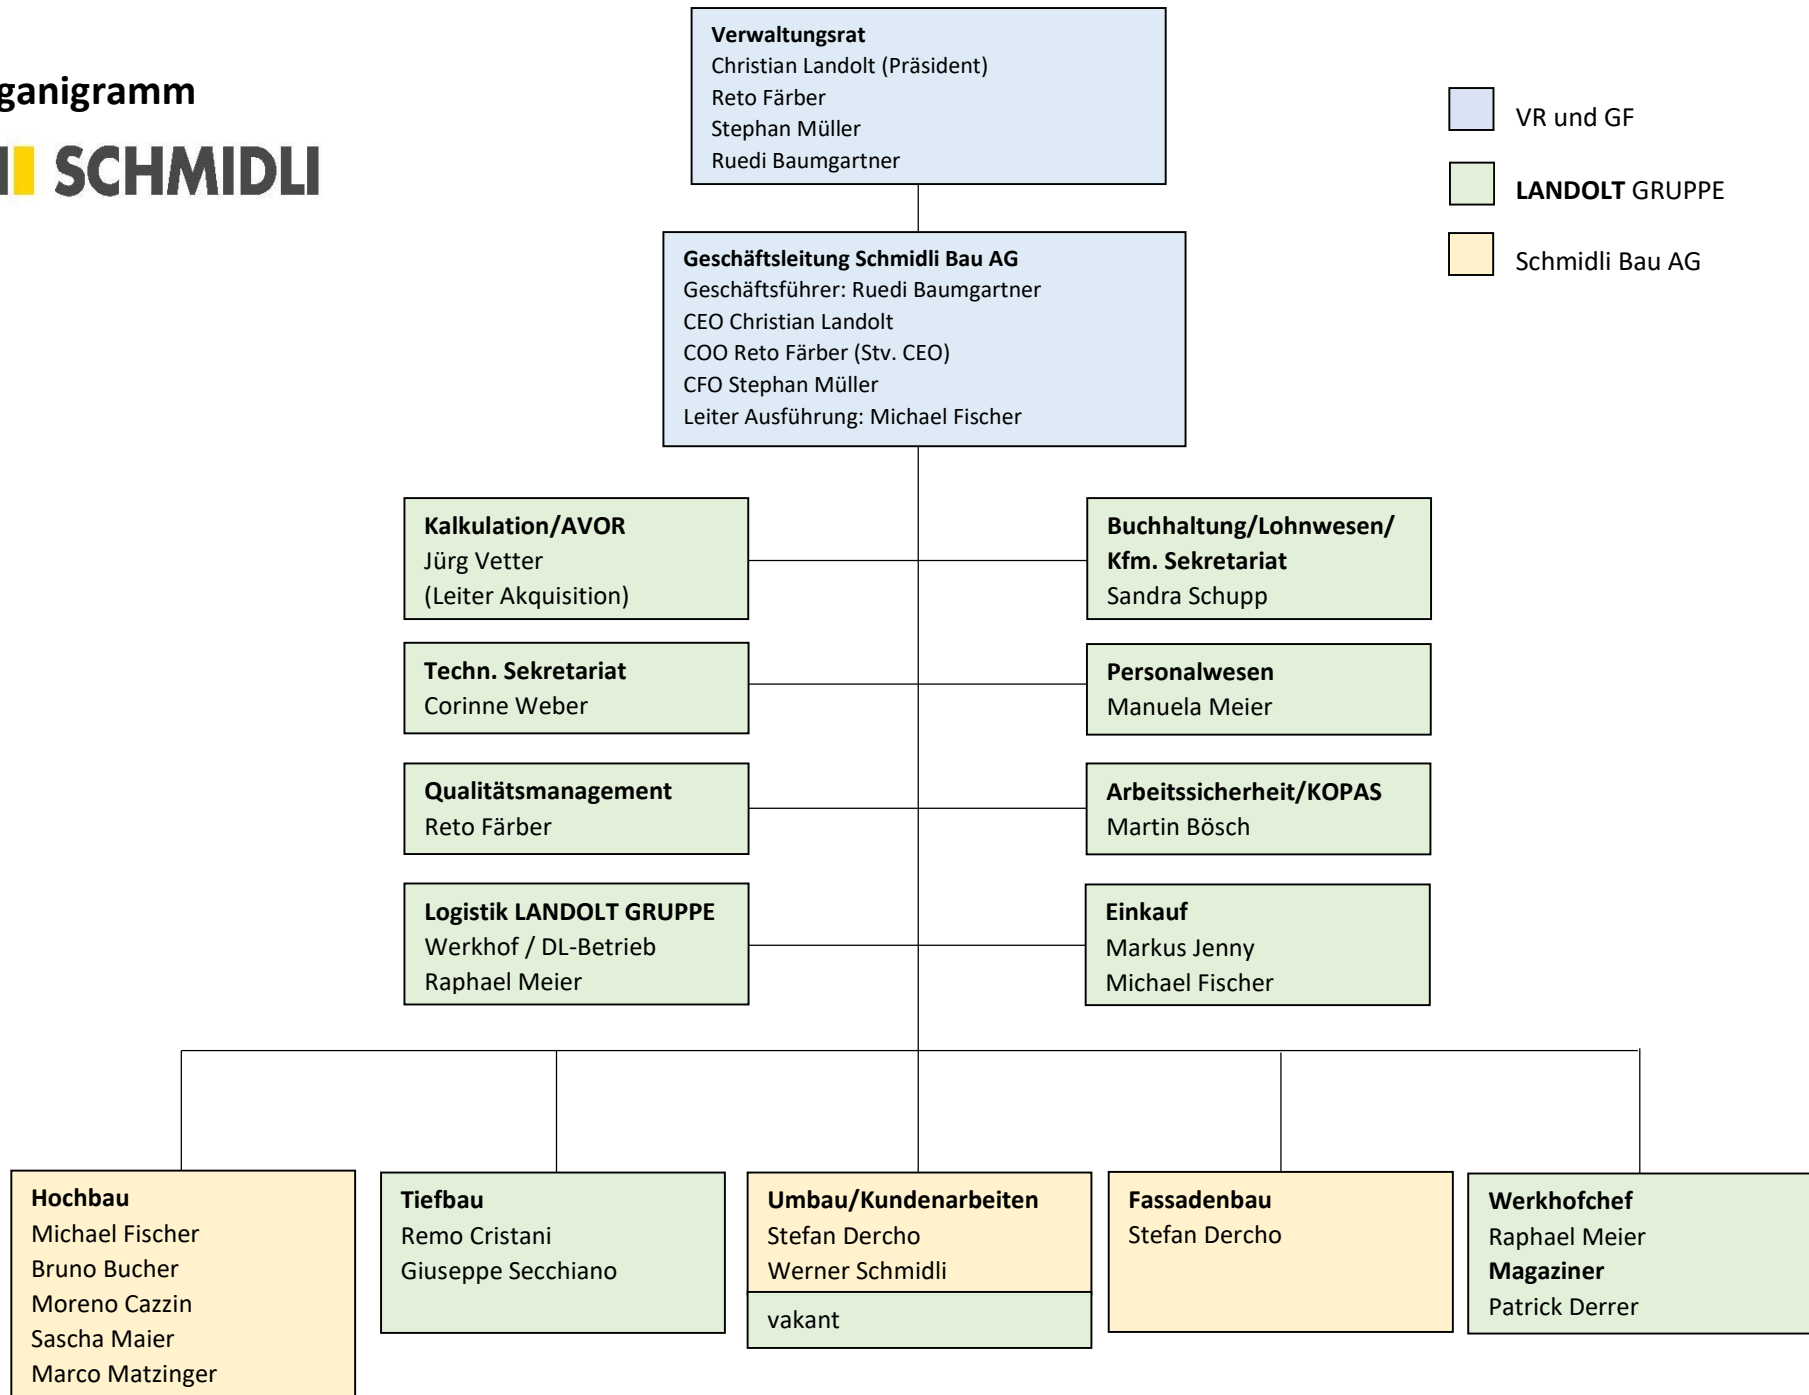 ganigramm
SCHMIDLI
Verwaltungsrat
Christian Landolt (Präsident)
Reto Färber
Stephan Müller
Ruedi Baumgartner
VR und GF
LANDOLT GRUPPE
Schmidli Bau AG
Geschäftsleitung Schmidli Bau AG
Geschäftsführer: Ruedi Baumgartner
CEO Christian Landolt
COO Reto Färber (Stv. CEO)
CFO Stephan Müller
Leiter Ausführung: Michael Fischer
Kalkulation/AVOR
Jürg Vetter
(Leiter Akquisition)
Buchhaltung/Lohnwesen/
Kfm. Sekretariat
Sandra Schupp
Techn. Sekretariat
Corinne Weber
Personalwesen
Manuela Meier
Qualitätsmanagement
Reto Färber
Arbeitssicherheit/KOPAS
Martin Bösch
Logistik LANDOLT GRUPPE
Werkhof / DL-Betrieb
Raphael Meier
Einkauf
Markus Jenny
Michael Fischer
Hochbau
Michael Fischer
Bruno Bucher
Moreno Cazzin
Sascha Maier
Marco Matzinger
Tiefbau
Remo Cristani
Giuseppe Secchiano
Umbau/Kundenarbeiten
Stefan Dercho
Werner Schmidli
vakant
Fassadenbau
Stefan Dercho
Werkhofchef
Raphael Meier
Magaziner
Patrick Derrer